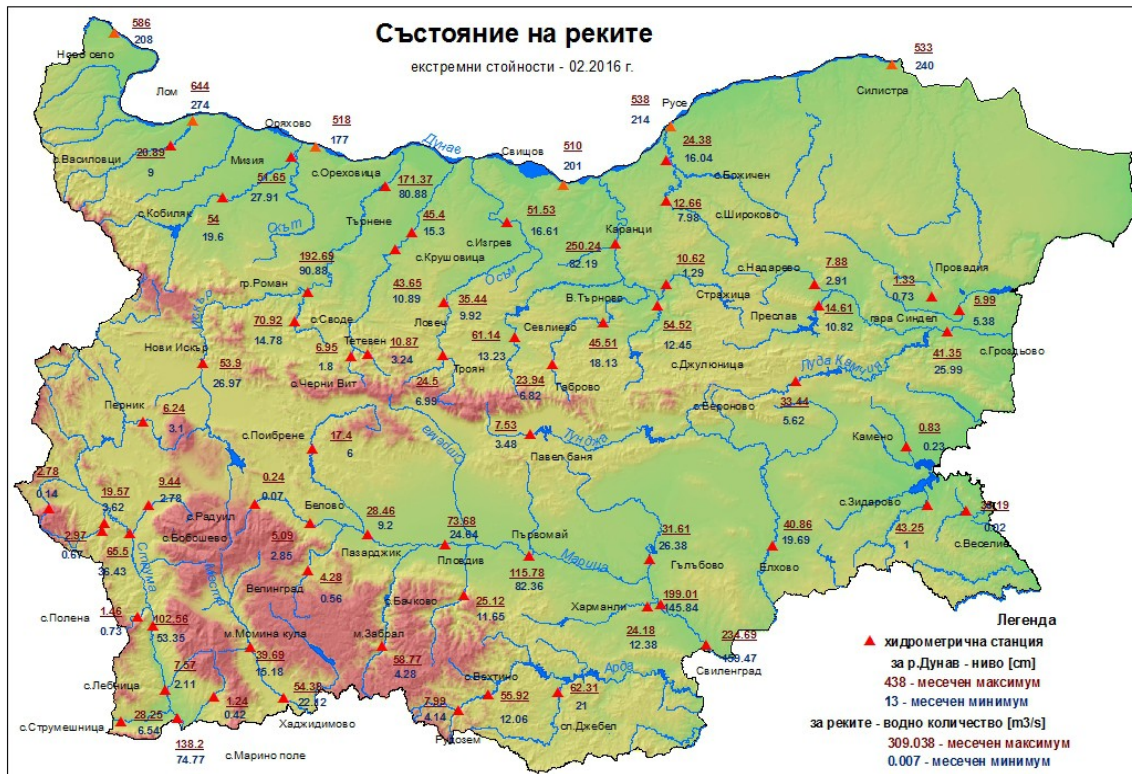 Състояние на реките
екстремни стойности - 02.2016 г.
586
208
Ново село
Лом
644
274
Оряхово
518
177
Дунав
Свищов
510
201
538
214
Русе
533
240
Силистра
с.Василовци
20.89
9
Мизия
51.65
27.91
с.Ореховица
171.37
80.88
24.38
16.04
с.Божичен
с.Кобиляк
54
19.6
Скът
Търнене
45.4
15.3
с.Изгрев
51.53
16.61
Каранци
250.24
82.19
12.66
7.98
с.Широково
с.Крушовица
192.69
90.88
гр.Роман
43.65
10.89
Осъм
35.44
9.92
Ловеч
В.Търново
10.62
1.29
Стражица
с.Надарево
7.88
2.91
1.33
0.73
Провадия
5.99
5.38
Искър
70.92
14.78
с.Своде
Тетевен
6.95
1.8
10.87
3.24
61.14
13.23
Севлиево
45.51
18.13
54.52
12.45
Преслав
14.61
10.82
гара Синдел
с.Гроздьово
41.35
25.99
Нови Искър
53.9
26.97
с.Черни Вит
Троян
24.5
6.99
23.94
6.82
Габрово
с.Джулюница
Луда Камчия
33.44
5.62
с.Вероново
Перник
6.24
3.1
с.Поибрене
17.4
6
Стряма
7.53
3.48
Павел баня
Тунджа
Камено
0.83
0.23
2.78
0.14
19.57
3.62
9.44
2.78
0.24
0.07
с.Радуил
с.Бобошево
Белово
28.46
9.2
73.68
24.64
Първомай
31.61
26.38
40.86
19.69
с.Зидарово
43.25
1
0.02
с.Веселие
2.97
0.67
65.5
36.43
Струма
Места
5.09
2.85
Пазарджик
Пловдив
115.78
82.36
Марица
Гълъбово
Елхово
Велинград
4.28
0.56
Бачково
25.12
11.65
Харманли
199.01
145.84
с.Полена
1.46
0.73
102.56
53.35
м.Момина кула
39.69
15.18
м.Забрал
58.77
4.28
24.18
12.38
234.69
Свиленград
с.Лебница
7.57
2.11
1.24
0.42
54.38
22.12
Хаджидимово
с.Вехтино
7.99
4.14
Рудозем
55.92
12.06
Арда
62.31
21
сп.Джебел
с.Струмешница
28.25
6.54
138.2
74.77
с.Марино поле
Легенда
хидрометрична станция
за р.Дунав - ниво [cm]
438 - месечен максимум
13 - месечен минимум
за реките - водно количество [m3/s]
309.038 - месечен максимум
0.007 - месечен минимум